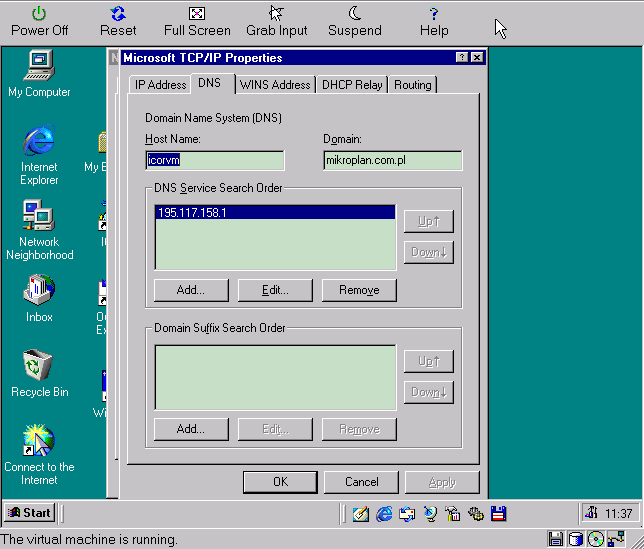 Power Off Reset Full Screen Grab Input Suspend Help
N
Microsoft TCP/IP Properties
IP Address DNS WINS Address DHCP Relay Routing
Domain Name System (DNS)
Host Name: Domain:
icorvm mikroplan.com.pl
DNS Service Search Order
195.117.158.1
Up↑
Down↓
Add... Edit... Remove
Domain Suffix Search Order
Up↑
Down↓
Add... Edit... Remove
OK Cancel Apply
My Computer
Internet
Explorer
My B
Network
Neighborhood
Inbox
Recycle Bin
Connect to the
Internet
Start 11:37
The virtual machine is running.